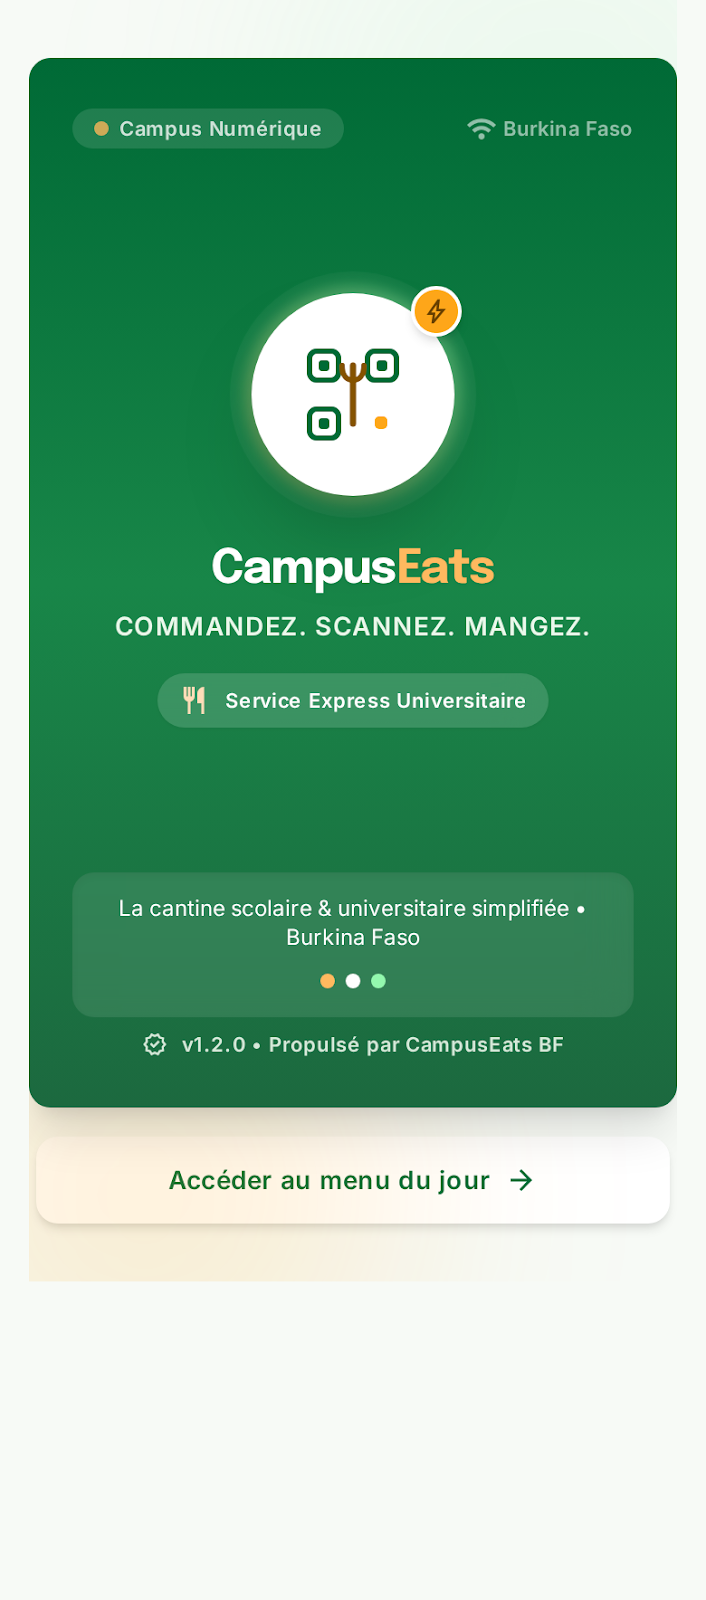 Campus Numérique
Burkina Faso
CampusEats
COMMANDEZ. SCANNEZ. MANGEZ.
Service Express Universitaire
La cantine scolaire & universitaire simplifiée •
Burkina Faso
v1.2.0 • Propulsé par CampusEats BF
Accéder au menu du jour →